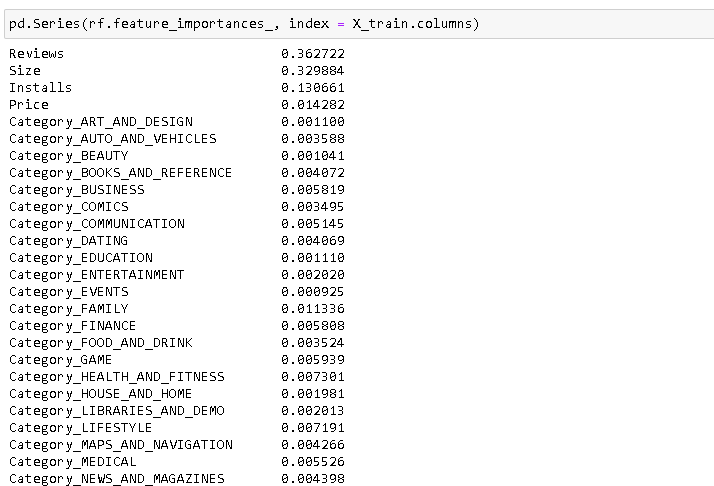 pd.Series(rf.feature_importances_, index = X_train.columns)
Reviews 0.362722
Size 0.329884
Installs 0.130661
Price 0.014282
Category_ART_AND_DESIGN 0.001100
Category_AUTO_AND_VEHICLES 0.003588
Category_BEAUTY 0.001041
Category_BOOKS_AND_REFERENCE 0.004072
Category_BUSINESS 0.005819
Category_COMICS 0.003495
Category_COMMUNICATION 0.005145
Category_DATING 0.004069
Category_EDUCATION 0.001110
Category_ENTERTAINMENT 0.002020
Category_EVENTS 0.000925
Category_FAMILY 0.011336
Category_FINANCE 0.005808
Category_FOOD_AND_DRINK 0.003524
Category_GAME 0.005939
Category_HEALTH_AND_FITNESS 0.007301
Category_HOUSE_AND_HOME 0.001981
Category_LIBRARIES_AND_DEMO 0.002013
Category_LIFESTYLE 0.007191
Category_MAPS_AND_NAVIGATION 0.004266
Category_MEDICAL 0.005526
Category_NEWS_AND_MAGAZINES 0.004398